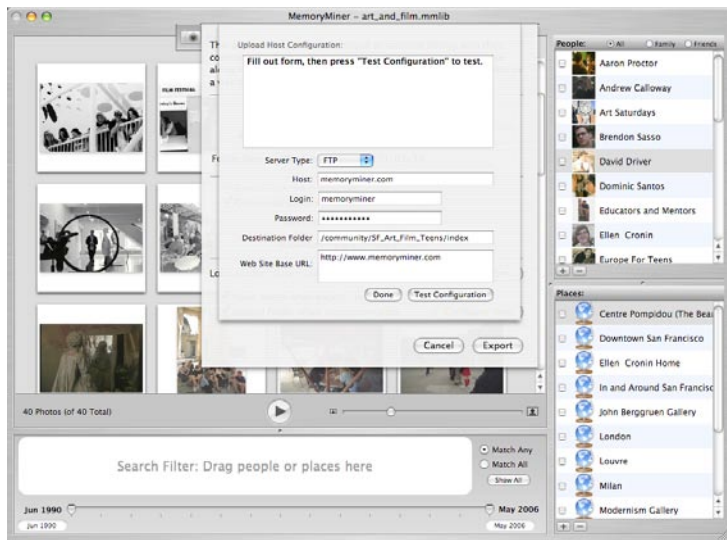 MemoryMiner – art_and_film.mmlib
Upload Host Configuration:
Fill out form, then press "Test Configuration" to test.
Server Type: FTP
Host: memoryminer.com
Login: memoryminer
Password: •••••••••••
Destination Folder /community/SF_Art_Film_Teens/index
Web Site Base URL: http://www.memoryminer.com
Done Test Configuration
Cancel Export
FILM FESTIVAL
40 Photos (of 40 Total)
Search Filter: Drag people or places here
Match Any
Match All
Show All
Jun 1990 May 2006
Jun 1990 May 2006
People: All Family Friends
Aaron Proctor
Andrew Calloway
Art Saturdays
Brendon Sasso
David Driver
Dominic Santos
Educators and Mentors
Ellen Cronin
Europe For Teens
Places:
Centre Pompidou (The Bea
Downtown San Francisco
Ellen Cronin Home
In and Around San Francisc
John Berggruen Gallery
London
Louvre
Milan
Modernism Gallery